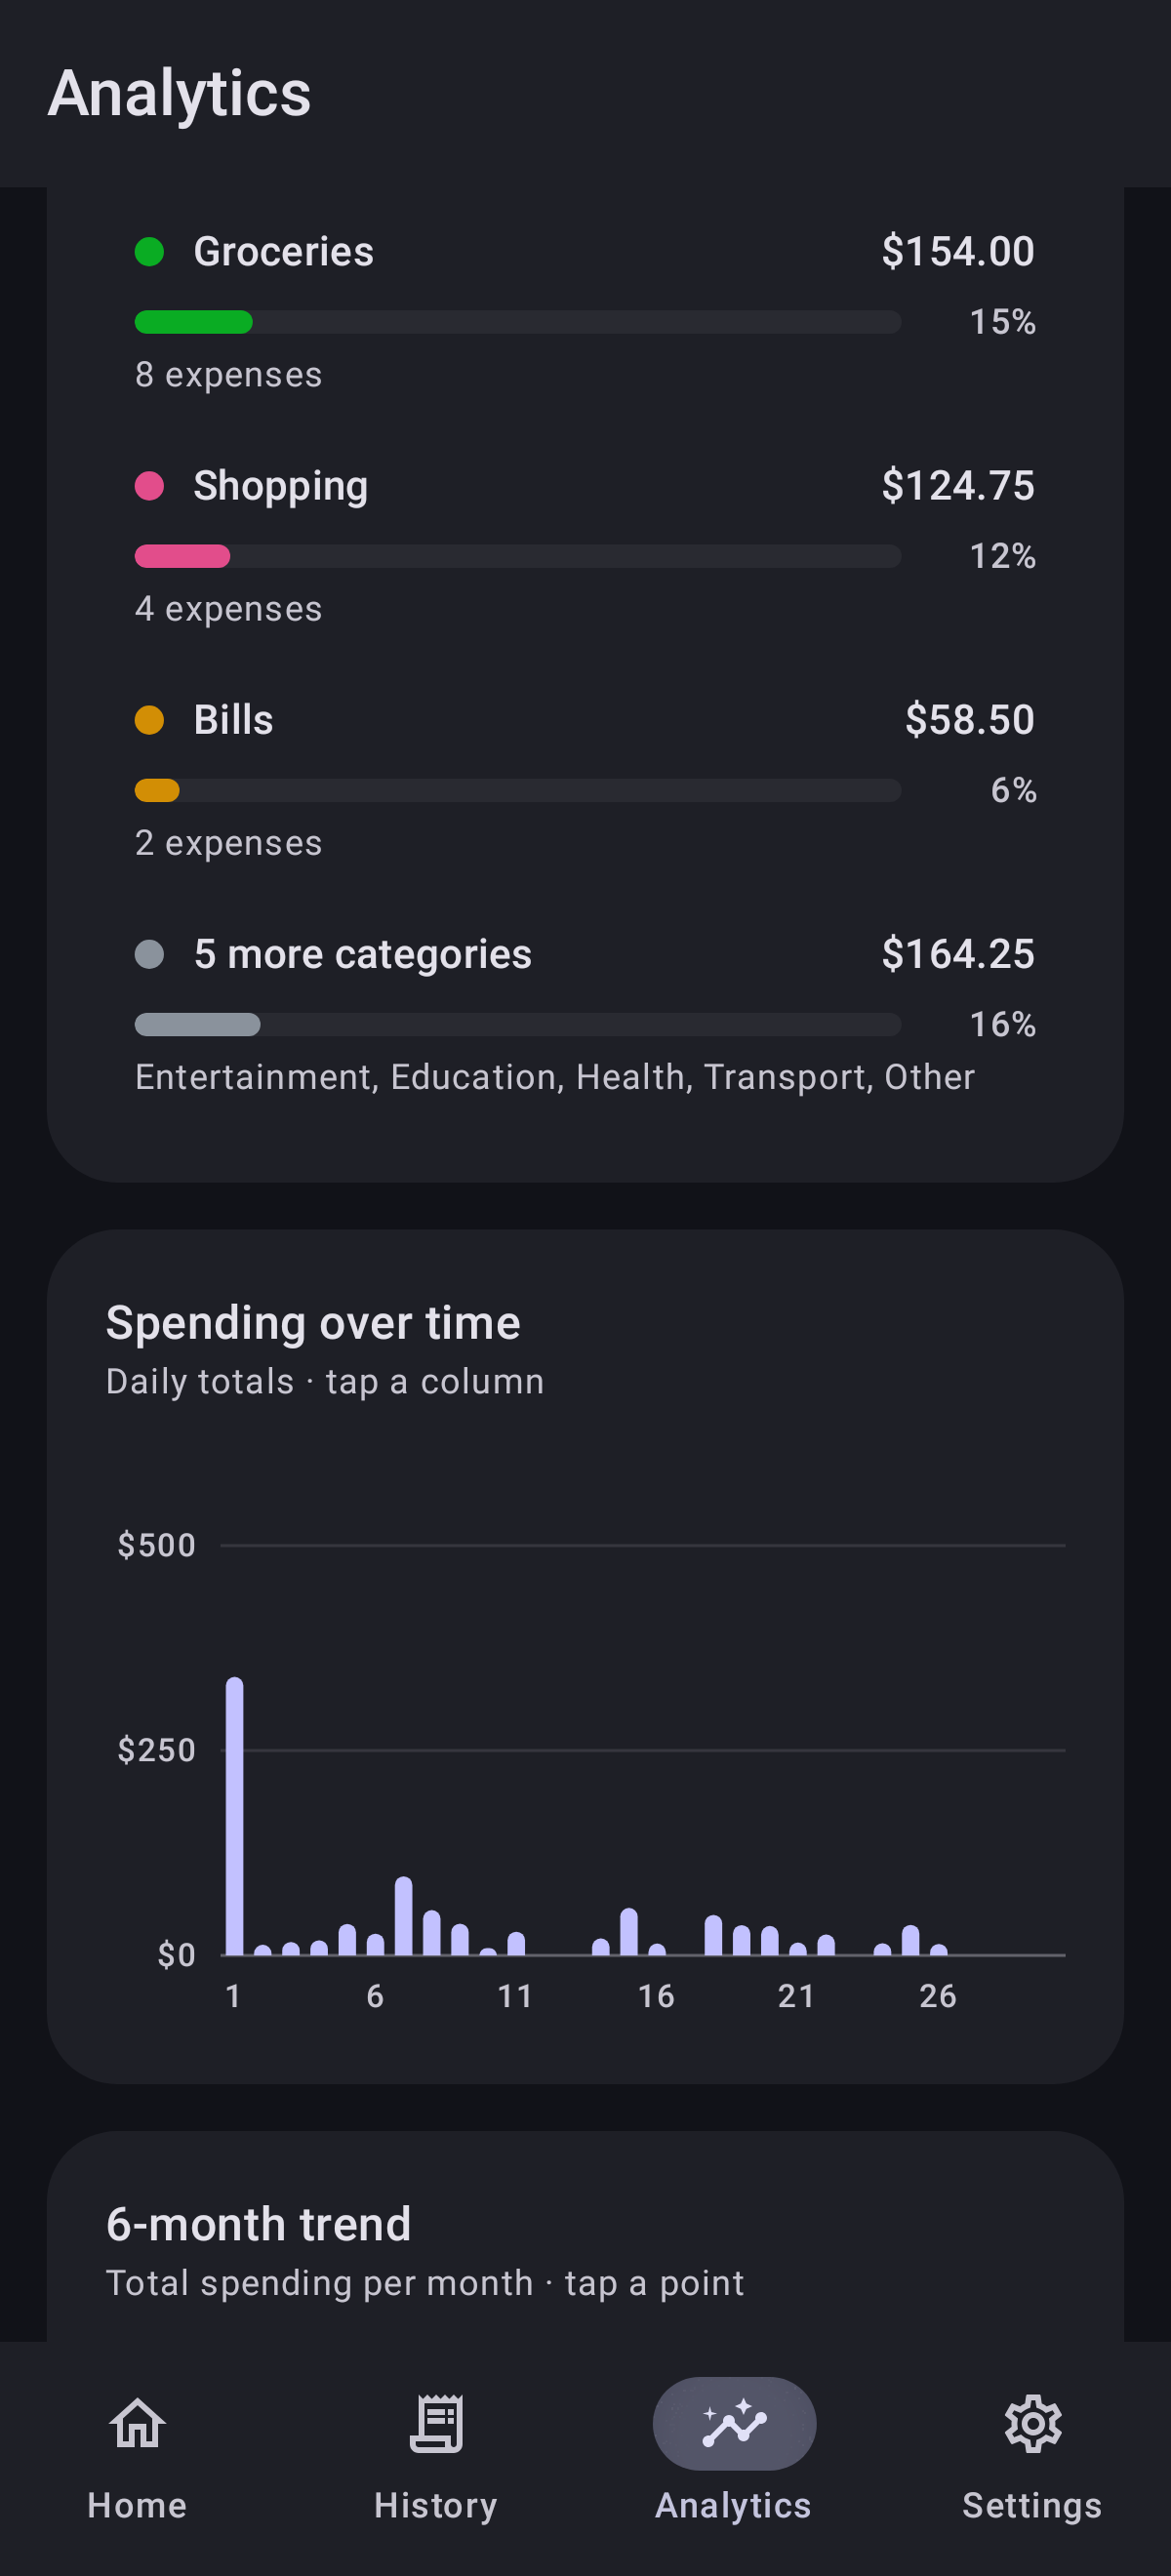 Analytics
Groceries $154.00
15%
8 expenses
Shopping $124.75
12%
4 expenses
Bills $58.50
6%
2 expenses
5 more categories $164.25
16%
Entertainment, Education, Health, Transport, Other
Spending over time
Daily totals · tap a column
$500
$250
$0
1 6 11 16 21 26
6-month trend
Total spending per month · tap a point
Home History Analytics Settings